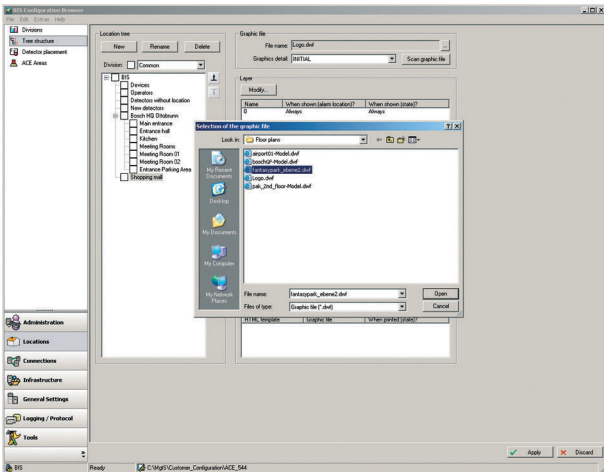 BIS Configuration Browser
File Edit Extras Help
Divisions
Tree structure
Detector placement
ACE Areas
Location tree
New Rename Delete
Division: Common
BIS
Devices
Operators
Detectors without location
New detectors
Bosch HQ Ottobrunn
Main entrance
Entrance hall
Kitchen
Meeting Rooms
Meeting Room 01
Meeting Room 02
Entrance Parking Area
Shopping mall
Graphic file
File name: Logo.dwf ...
Graphics detail: INITIAL Scan graphic file
Layer
Modify...
Name When shown (alarm location)? When shown (state)?
0 Always Always
Selection of the graphic file
Look in: Floor plans
My Recent Documents
Desktop
My Documents
My Computer
My Network Places
airport01-Model.dwf
boschGP-Model.dwf
fantasypark_ebene2.dwf
Logo.dwf
pak_2nd_floor-Model.dwf
File name: fantasypark_ebene2.dwf Open
Files of type: Graphic file (*.dwf) Cancel
HTML template Graphic file When printed (state)?
Administration
Locations
Connections
Infrastructure
General Settings
Logging / Protocol
Tools
Apply Discard
BIS Ready C:\MgtS\Customer_Configuration\ACE_544